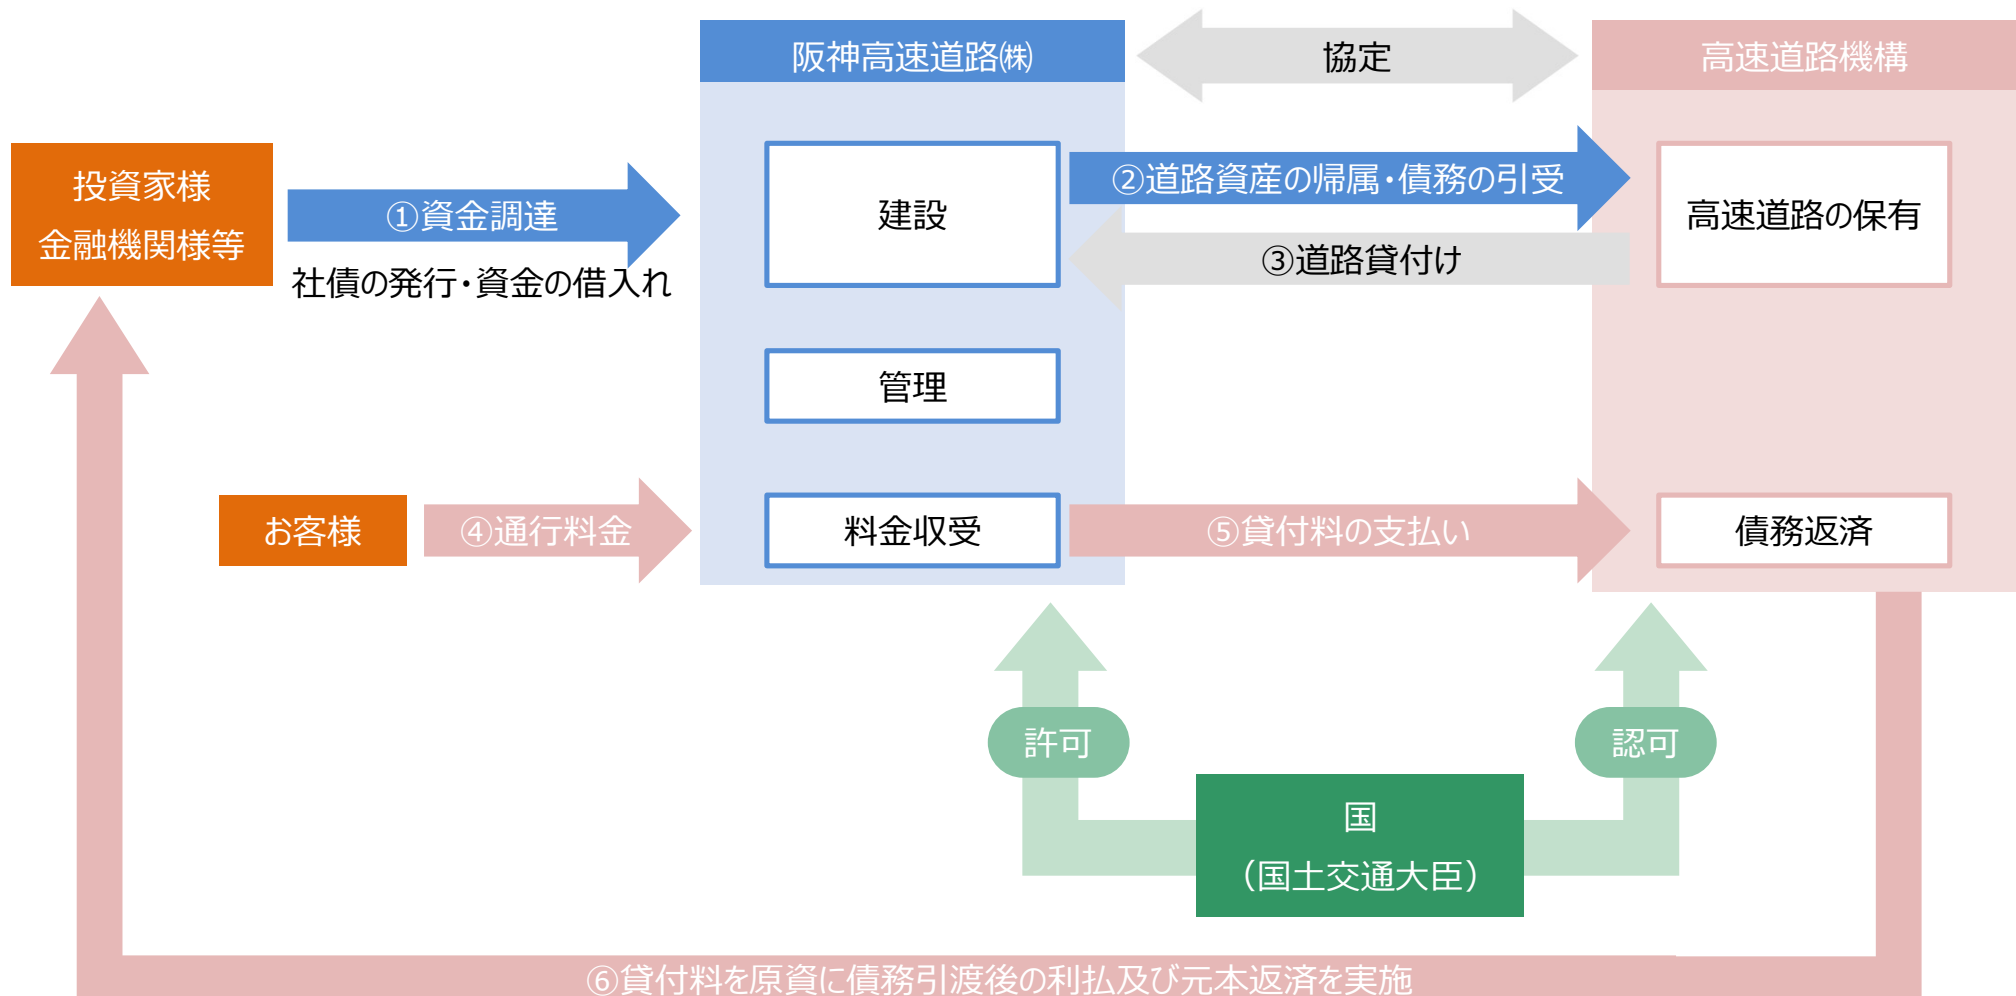 阪神高速道路㈱
協定
高速道路機構
投資家様
金融機関様等
①資金調達
社債の発行・資金の借入れ
建設
②道路資産の帰属・債務の引受
③道路貸付け
高速道路の保有
管理
お客様
④通行料金
料金収受
⑤貸付料の支払い
債務返済
許可
認可
国
（国土交通大臣）
⑥貸付料を原資に債務引渡後の利払及び元本返済を実施